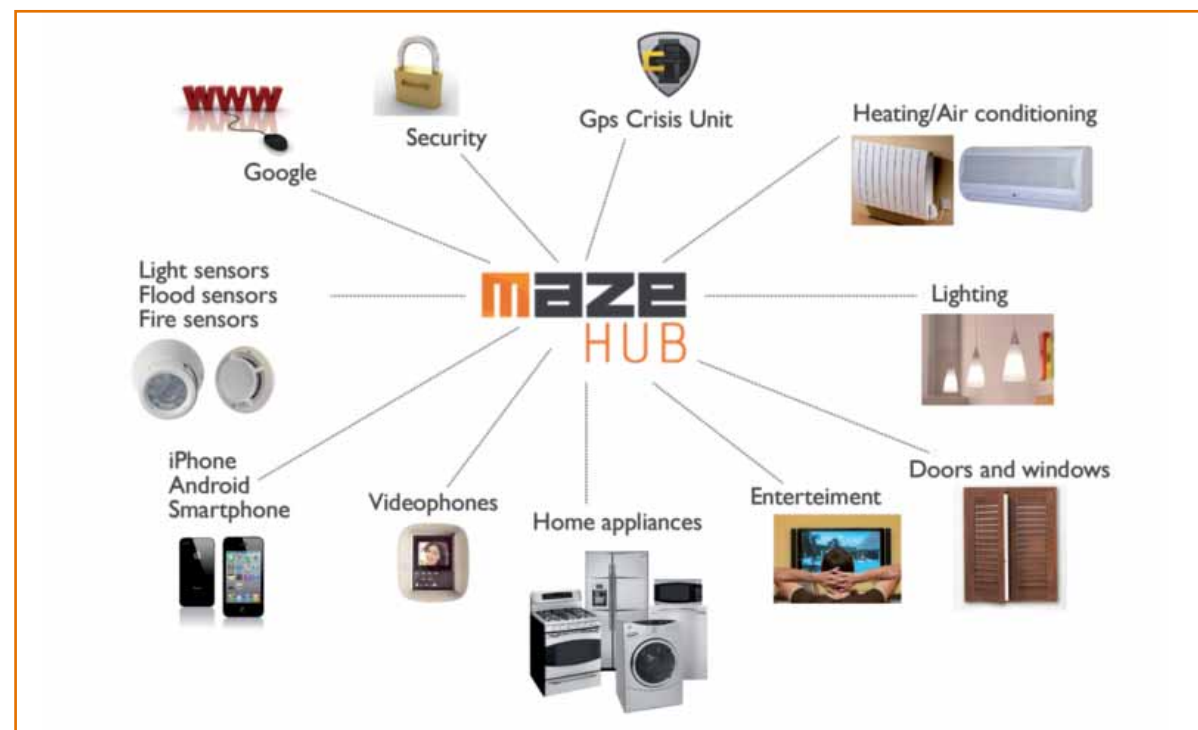 WWW
Google
Security
Gps Crisis Unit
Heating/Air conditioning
Light sensors
Flood sensors
Fire sensors
maze
HUB
Lighting
iPhone
Android
Smartphone
Videophones
Home appliances
Enterteiment
Doors and windows